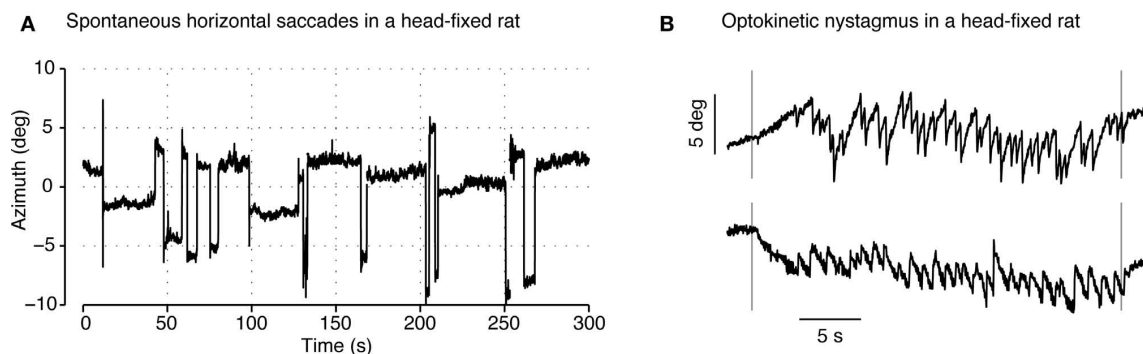 A Spontaneous horizontal saccades in a head-fixed rat
10
5
0
−5
−10
Azimuth (deg)
0 50 100 150 200 250 300
Time (s)
B Optokinetic nystagmus in a head-fixed rat
5 deg
5 s